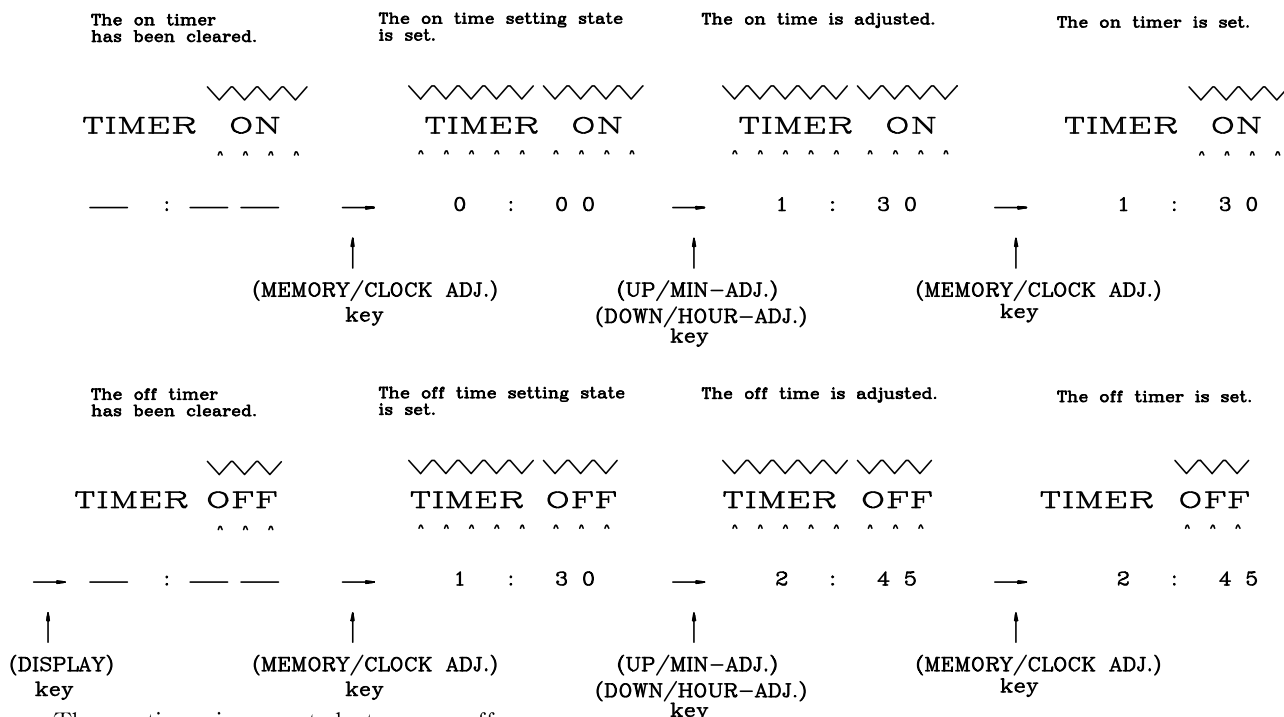 The on timer has been cleared.
The on time setting state is set.
The on time is adjusted.
The on timer is set.
TIMER ON
TIMER ON
TIMER ON
TIMER ON
— : — —
0 : 0 0
1 : 3 0
1 : 3 0
(MEMORY/CLOCK ADJ.)
key
(UP/MIN-ADJ.)
(DOWN/HOUR-ADJ.)
key
(MEMORY/CLOCK ADJ.)
key
The off timer
has been cleared.
The off time setting state
is set.
The off time is adjusted.
The off timer is set.
TIMER OFF
TIMER OFF
TIMER OFF
TIMER OFF
— : — —
1 : 3 0
2 : 4 5
2 : 4 5
(DISPLAY)
key
(MEMORY/CLOCK ADJ.)
key
(UP/MIN-ADJ.)
(DOWN/HOUR-ADJ.)
key
(MEMORY/CLOCK ADJ.)
key